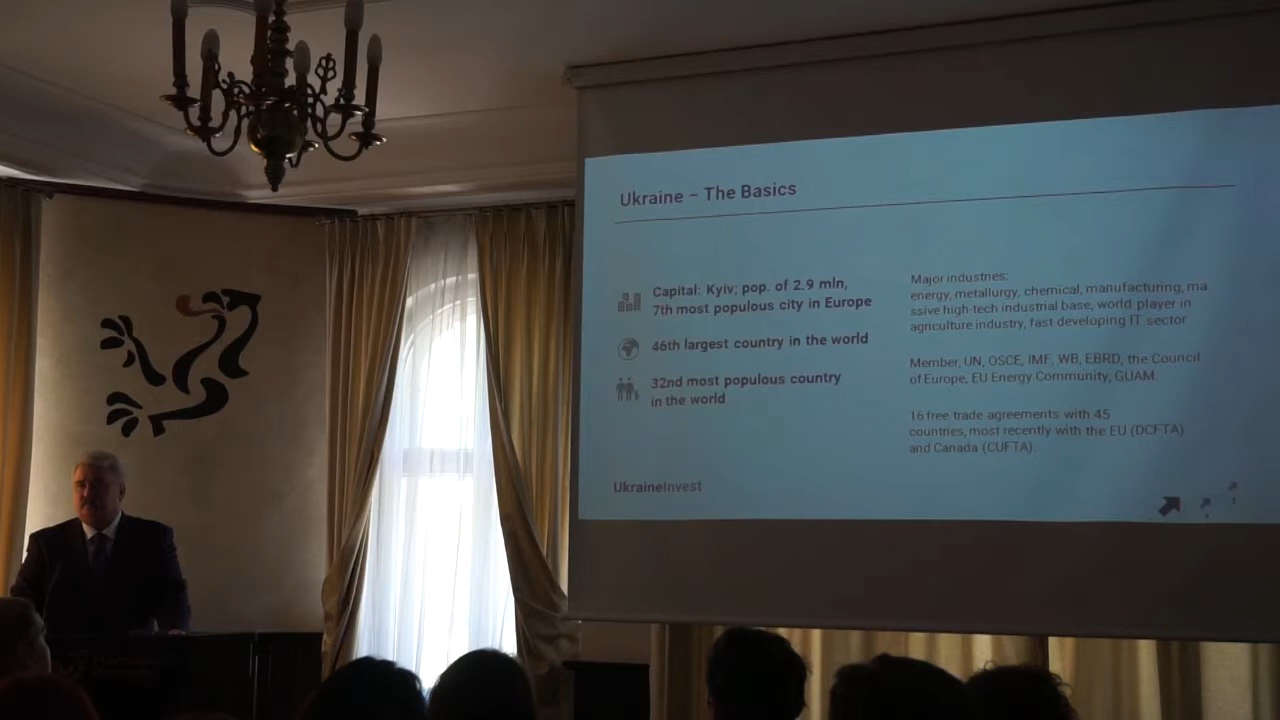 Ukraine – The Basics
Capital: Kyiv; pop. of 2.9 mln,
7th most populous city in Europe
46th largest country in the world
32nd most populous country
in the world
UkraineInvest
Major industries:
energy, metallurgy, chemical, manufacturing, ma
ssive high-tech industrial base, world player in
agriculture industry, fast developing IT sector
Member, UN, OSCE, IMF, WB, EBRD, the Council
of Europe, EU Energy Community, GUAM.
16 free trade agreements with 45
countries, most recently with the EU (DCFTA)
and Canada (CUFTA).